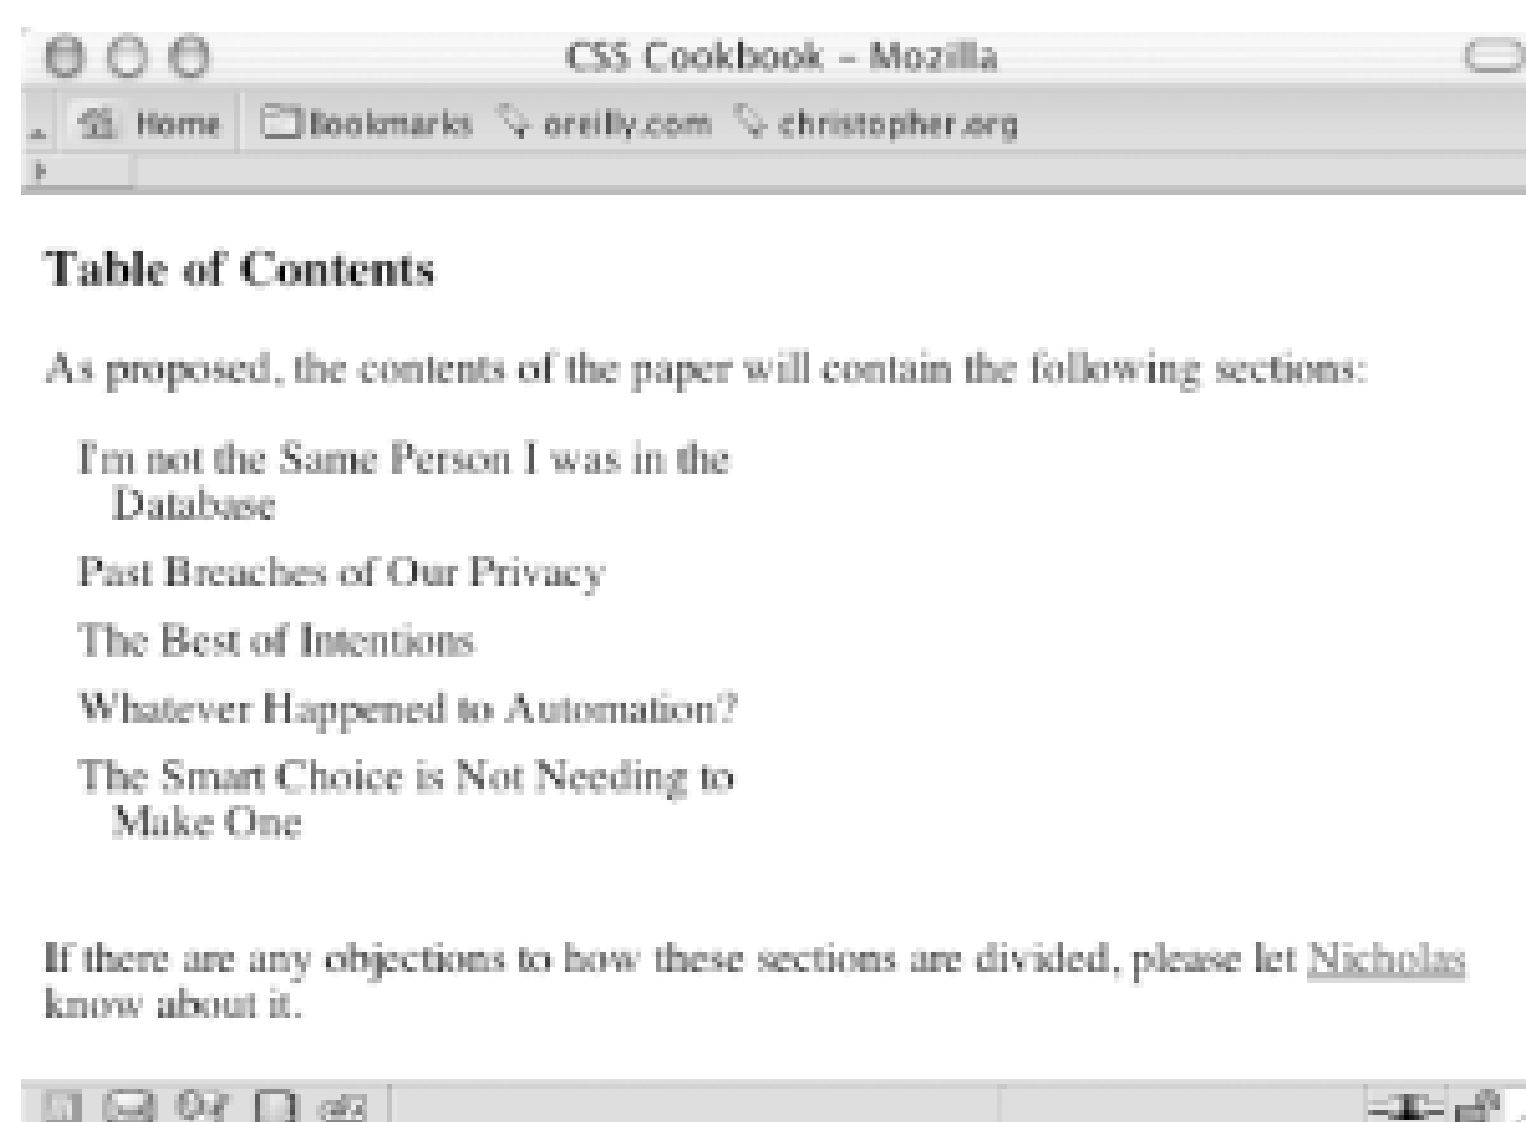 CSS Cookbook – Mozilla
Home Bookmarks oreilly.com christopher.org
Table of Contents
As proposed, the contents of the paper will contain the following sections:
I'm not the Same Person I was in the
Database
Past Breaches of Our Privacy
The Best of Intentions
Whatever Happened to Automation?
The Smart Choice is Not Needing to
Make One
If there are any objections to how these sections are divided, please let Nicholas
know about it.